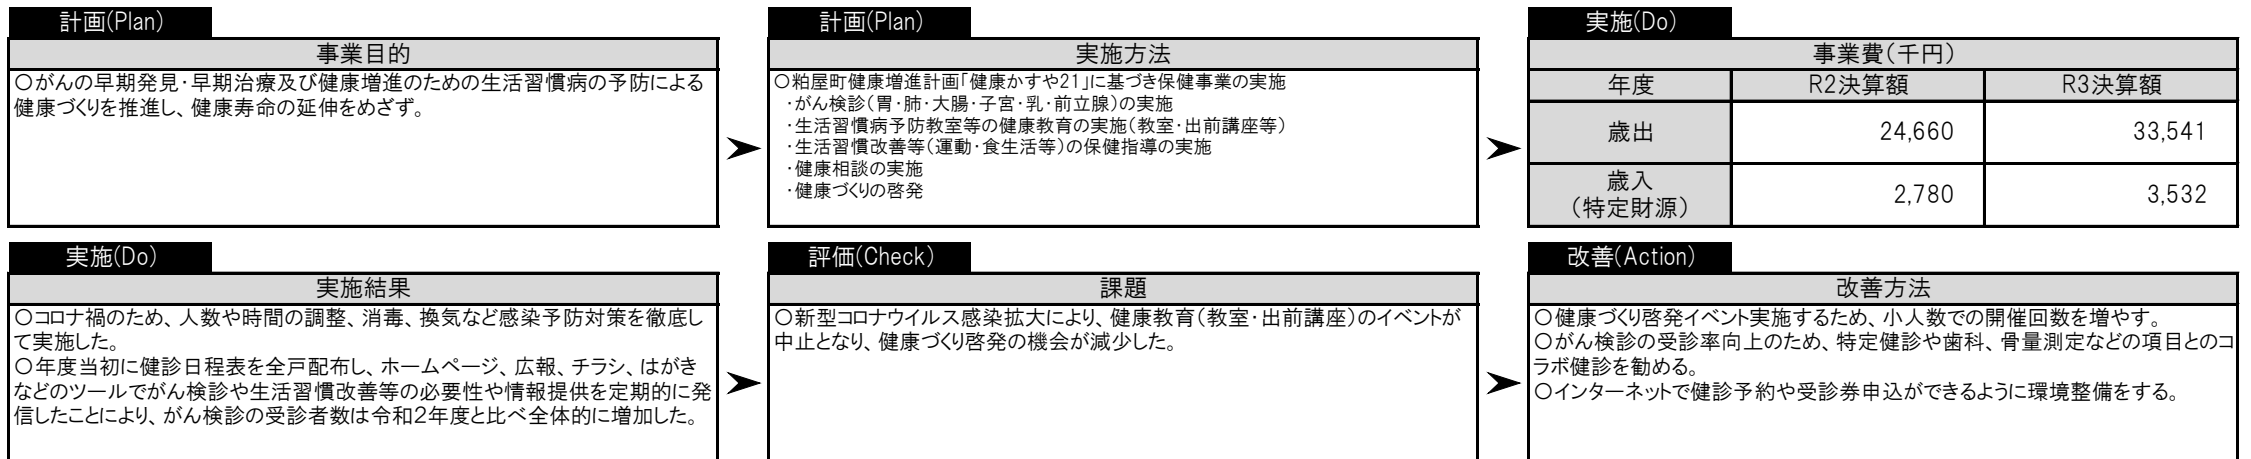 計画(Plan)
事業目的
○がんの早期発見・早期治療及び健康増進のための生活習慣病の予防による
健康づくりを推進し、健康寿命の延伸をめざず。
計画(Plan)
実施方法
○粕屋町健康増進計画「健康かすや21」に基づき保健事業の実施
・がん検診（胃・肺・大腸・子宮・乳・前立腺）の実施
・生活習慣病予防教室等の健康教育の実施（教室・出前講座等）
・生活習慣改善等（運動・食生活等）の保健指導の実施
・健康相談の実施
・健康づくりの啓発
実施(Do)
事業費（千円）
年度 R2決算額 R3決算額
歳出 24,660 33,541
歳入
（特定財源） 2,780 3,532
実施(Do)
実施結果
○コロナ禍のため、人数や時間の調整、消毒、換気など感染予防対策を徹底し
て実施した。
○年度当初に健診日程表を全戸配布し、ホームページ、広報、チラシ、はがき
などのツールでがん検診や生活習慣改善等の必要性や情報提供を定期的に発
信したことにより、がん検診の受診者数は令和2年度と比べ全体的に増加した。
評価(Check)
課題
○新型コロナウイルス感染拡大により、健康教育（教室・出前講座）のイベントが
中止となり、健康づくり啓発の機会が減少した。
改善(Action)
改善方法
○健康づくり啓発イベント実施するため、小人数での開催回数を増やす。
○がん検診の受診率向上のため、特定健診や歯科、骨量測定などの項目とのコ
ラボ健診を勧める。
○インターネットで健診予約や受診券申込ができるように環境整備をする。